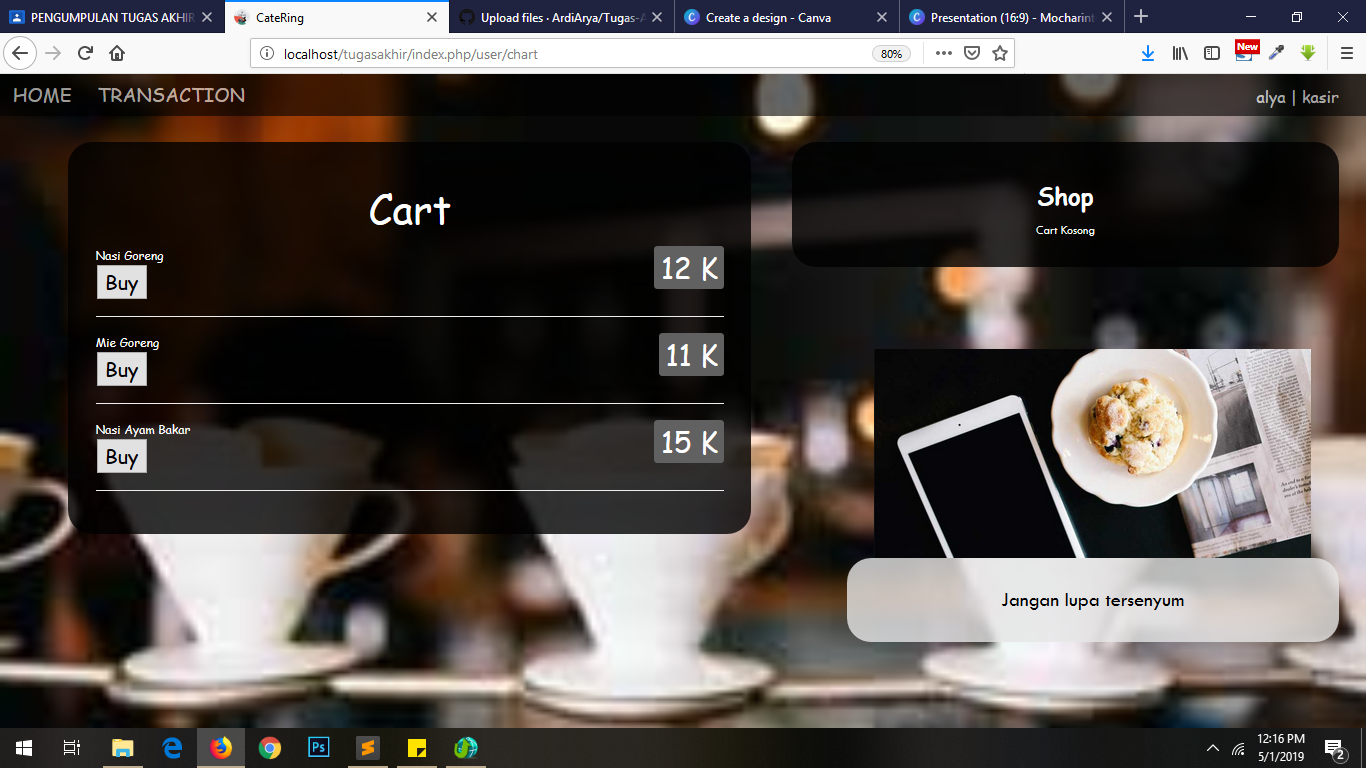 PENGUMPULAN TUGAS AKHIR
CateRing
Upload files · ArdiArya/Tugas-A
Create a design - Canva
Presentation (16:9) - Mocharint
localhost/tugasakhir/index.php/user/chart
80%
New
HOME TRANSACTION
alya | kasir
Cart
Nasi Goreng
12 K
Buy
Mie Goreng
11 K
Buy
Nasi Ayam Bakar
15 K
Buy
Shop
Cart Kosong
Jangan lupa tersenyum
Ps
12:16 PM
5/1/2019
2